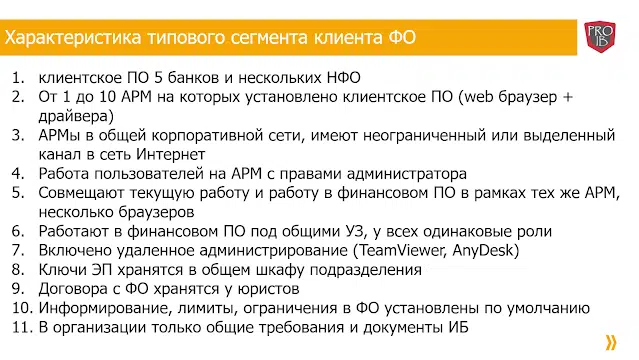 Характеристика типового сегмента клиента ФО
PRO
IB
1. клиентское ПО 5 банков и нескольких НФО
2. От 1 до 10 АРМ на которых установлено клиентское ПО (web браузер +
драйвера)
3. АРМы в общей корпоративной сети, имеют неограниченный или выделенный
канал в сеть Интернет
4. Работа пользователей на АРМ с правами администратора
5. Совмещают текущую работу и работу в финансовом ПО в рамках тех же АРМ,
несколько браузеров
6. Работают в финансовом ПО под общими УЗ, у всех одинаковые роли
7. Включено удаленное администрирование (TeamViewer, AnyDesk)
8. Ключи ЭП хранятся в общем шкафу подразделения
9. Договора с ФО хранятся у юристов
10. Информирование, лимиты, ограничения в ФО установлены по умолчанию
11. В организации только общие требования и документы ИБ